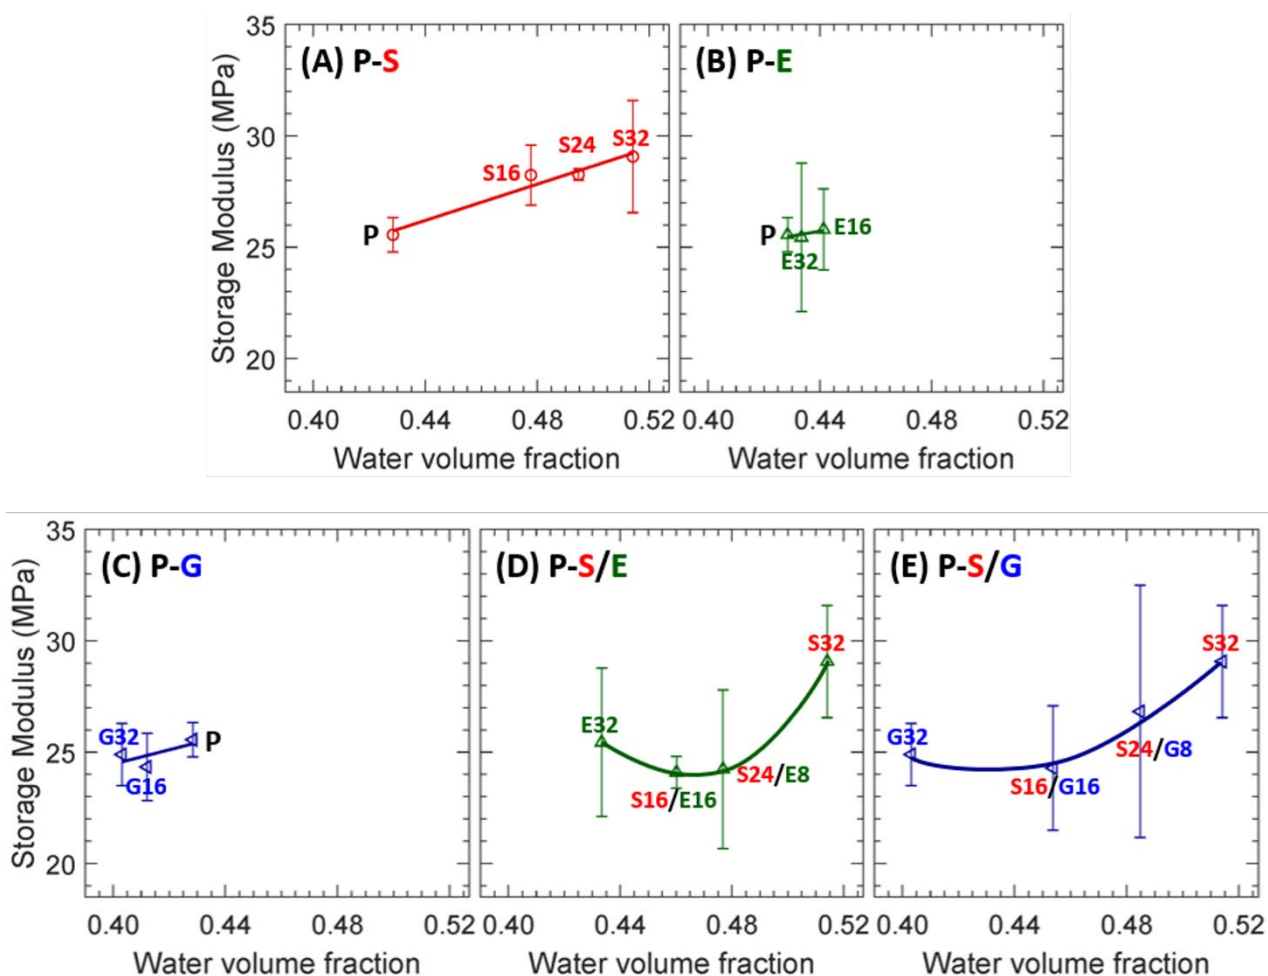 (A) P-S
(B) P-E
Storage Modulus (MPa)
35
30
25
20
P
S16
S24
S32
P
E32
E16
0.40 0.44 0.48 0.52
0.40 0.44 0.48 0.52
Water volume fraction
Water volume fraction
(C) P-G
(D) P-S/E
(E) P-S/G
Storage Modulus (MPa)
35
30
25
20
G32
G16
P
E32
S16/E16
S24/E8
S32
G32
S16/G16
S24/G8
S32
0.40 0.44 0.48 0.52
0.40 0.44 0.48 0.52
0.40 0.44 0.48 0.52
Water volume fraction
Water volume fraction
Water volume fraction